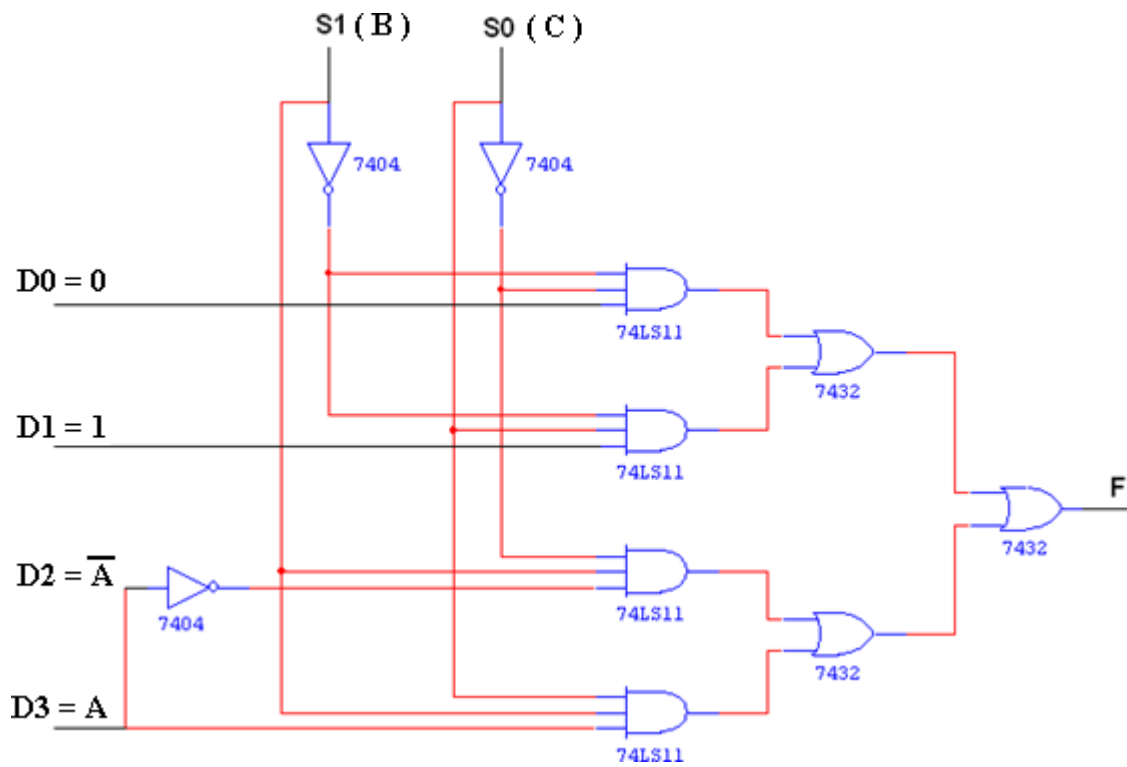 S1 (B) S0 (C)
7404 7404
D0 = 0
74LS11
7432
D1 = 1
74LS11
F
7432
D2 = A̅
7404
74LS11
7432
D3 = A
74LS11